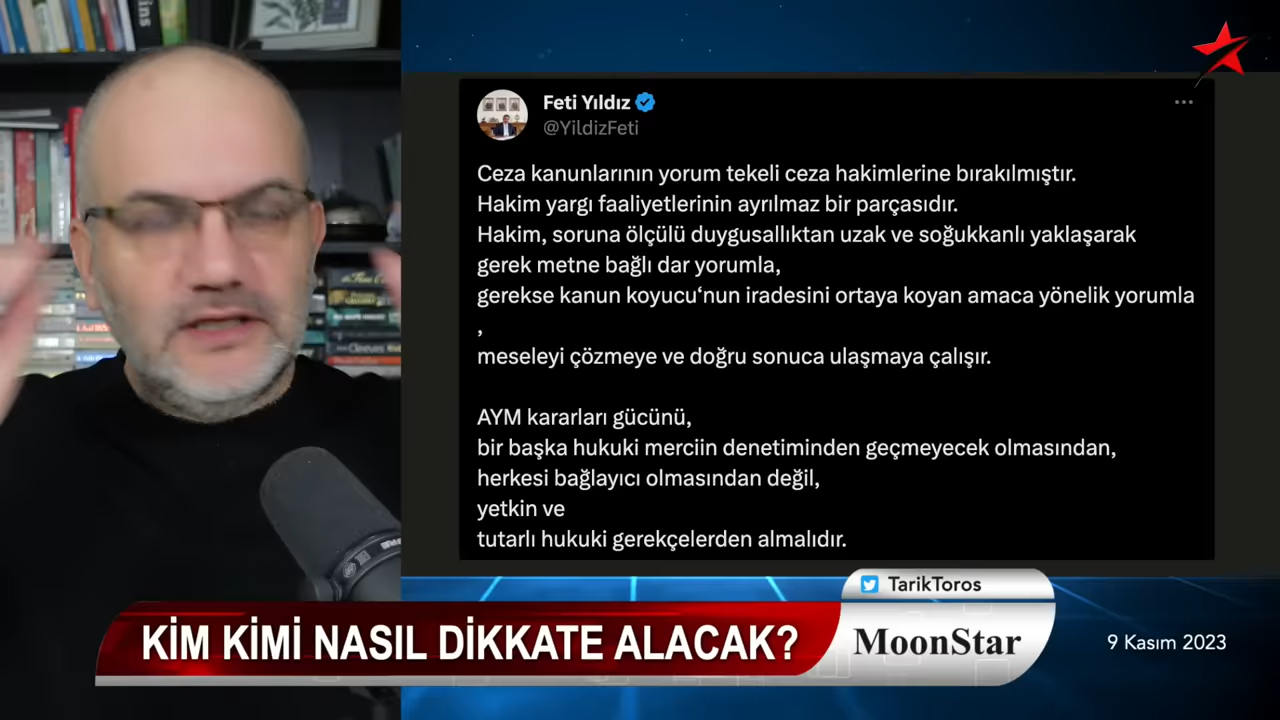 Feti Yıldız
@YildizFeti
Ceza kanunlarının yorum tekeli ceza hakimlerine bırakılmıştır.
Hakim yargı faaliyetlerinin ayrılmaz bir parçasıdır.
Hakim, soruna ölçülü duygusallıktan uzak ve soğukkanlı yaklaşarak
gerek metne bağlı dar yorumla,
gerekse kanun koyucu‘nun iradesini ortaya koyan amaca yönelik yorumla
,
meseleyi çözmeye ve doğru sonuca ulaşmaya çalışır.
AYM kararları gücünü,
bir başka hukuki merciin denetiminden geçmeyecek olmasından,
herkesi bağlayıcı olmasından değil,
yetkin ve
tutarlı hukuki gerekçelerden almalıdır.
TarikToros
KİM KİMİ NASIL DİKKATE ALACAK?
MoonStar
9 Kasım 2023